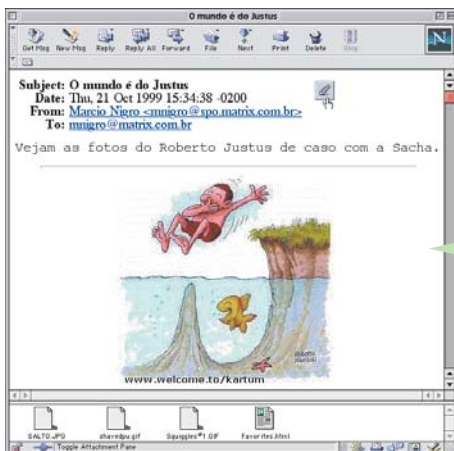 O mundo é do Justus
Get Msg New Msg Reply Reply All Forward File Next Print Delete Stop
Subject: O mundo é do Justus
Date: Thu, 21 Oct 1999 15:34:38 -0200
From: Marcio Nigro <mnigro@spo.matrix.com.br>
To: mnigro@matrix.com.br
Vejam as fotos do Roberto Justus de caso com a Sacha.
www.welcome.to/kartum
SALTO.JPG Squiggles#1.GIF Favorites.html
Toggle Attachment Pane